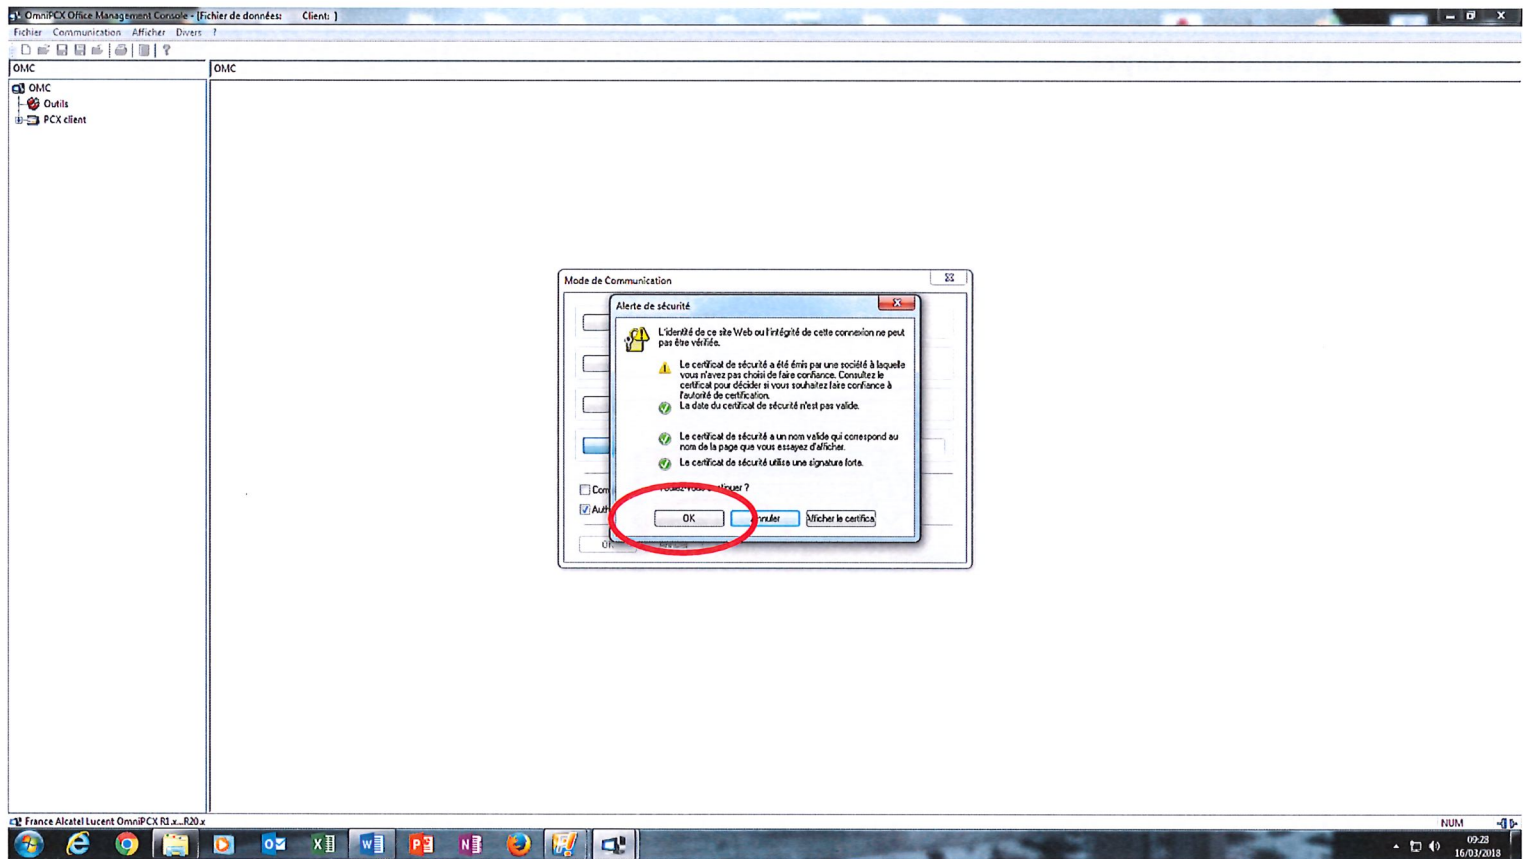 OmniPCX Office Management Console - [Fichier de données: Client: ]
Fichier Communication Afficher Divers ?
OMC
OMC
OMC
Outils
PCX client
Mode de Communication
Alerte de sécurité
L'identité de ce site Web ou l'intégrité de cette connexion ne peut
pas être vérifiée.
Le certificat de sécurité a été émis par une société à laquelle
vous n'avez pas choisi de faire confiance. Consultez le
certificat pour décider si vous souhaitez faire confiance à
l'autorité de certification.
La date du certificat de sécurité n'est pas valide.
Le certificat de sécurité a un nom valide qui correspond au
nom de la page que vous essayez d'afficher.
Le certificat de sécurité utilise une signature forte.
Com
?
Auth
OK Annuler Afficher le certifica
France Alcatel Lucent OmniPCX R1.x...R20.x
NUM
09:28
16/03/2018